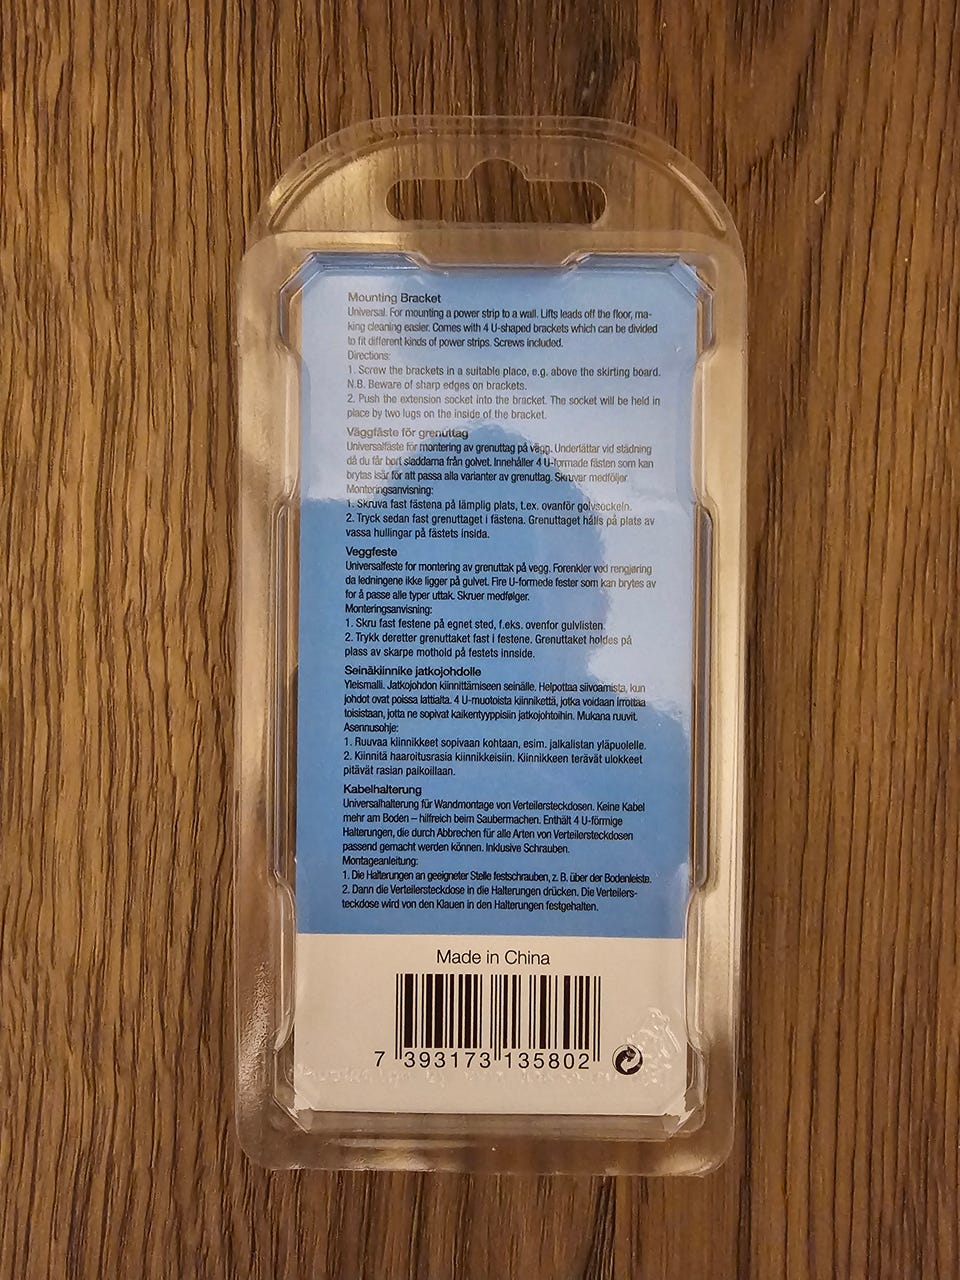 Mounting Bracket
Universal. For mounting a power strip to a wall. Lifts leads off the floor, ma-
king cleaning easier. Comes with 4 U-shaped brackets which can be divided
to fit different kinds of power strips. Screws included.
Directions:
1. Screw the brackets in a suitable place, e.g. above the skirting board.
N.B. Beware of sharp edges on brackets.
2. Push the extension socket into the bracket. The socket will be held in
place by two lugs on the inside of the bracket.
Väggfäste för grenuttag
Universalfäste för montering av grenuttag på vägg. Underlättar vid städning
då du får bort sladdarna från golvet. Innehåller 4 U-formade fästen som kan
brytas isär för att passa alla varianter av grenuttag. Skruvar medföljer.
Monteringsanvisning:
1. Skruva fast fästena på lämplig plats, t.ex. ovanför golvsockeln.
2. Tryck sedan fast grenuttaget i fästena. Grenuttaget hålls på plats av
vassa hullingar på fästets insida.
Veggfeste
Universalfeste for montering av grenuttak på vegg. Forenkler ved rengjøring
da ledningene ikke ligger på gulvet. Fire U-formede fester som kan brytes av
for å passe alle typer uttak. Skruer medfølger.
Monteringsanvisning:
1. Skru fast festene på egnet sted, f.eks. ovenfor gulvlisten.
2. Trykk deretter grenuttaket fast i festene. Grenuttaket holdes på
plass av skarpe mothold på festets innside.
Seinäkiinnike jatkojohdolle
Yleismalli. Jatkojohdon kiinnittämiseen seinälle. Helpottaa siivoamista, kun
johdot ovat poissa lattialta. 4 U-muotoista kiinnikettä, jotka voidaan irrottaa
toisistaan, jotta ne sopivat kaikentyyppisiin jatkojohtoihin. Mukana ruuvit.
Asennusohje:
1. Ruuvaa kiinnikkeet sopivaan kohtaan, esim. jalkalistan yläpuolelle.
2. Kiinnitä haaroitusrasia kiinnikkeisiin. Kiinnikkeen terävät ulokkeet
pitävät rasian paikoillaan.
Kabelhalterung
Universalhalterung für Wandmontage von Verteilersteckdosen. Keine Kabel
mehr am Boden – hilfreich beim Saubermachen. Enthält 4 U-förmige
Halterungen, die durch Abbrechen für alle Arten von Verteilersteckdosen
passend gemacht werden können. Inklusive Schrauben.
Montageanleitung:
1. Die Halterungen an geeigneter Stelle festschrauben, z. B. über der Bodenleiste.
2. Dann die Verteilersteckdose in die Halterungen drücken. Die Verteilers-
teckdose wird von den Klauen in den Halterungen festgehalten.
Made in China
7 393173 135802